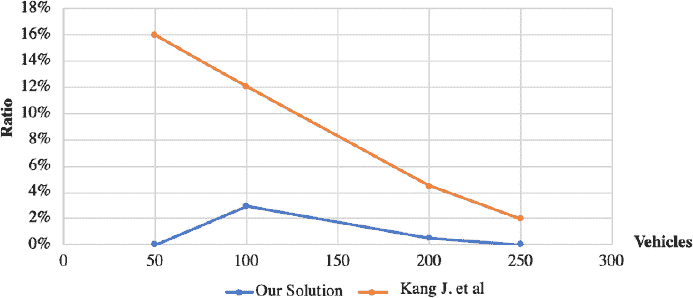 18%
16%
14%
12%
10%
8%
6%
4%
2%
0%
Ratio
0 50 100 150 200 250 300
Vehicles
Our Solution Kang J. et al